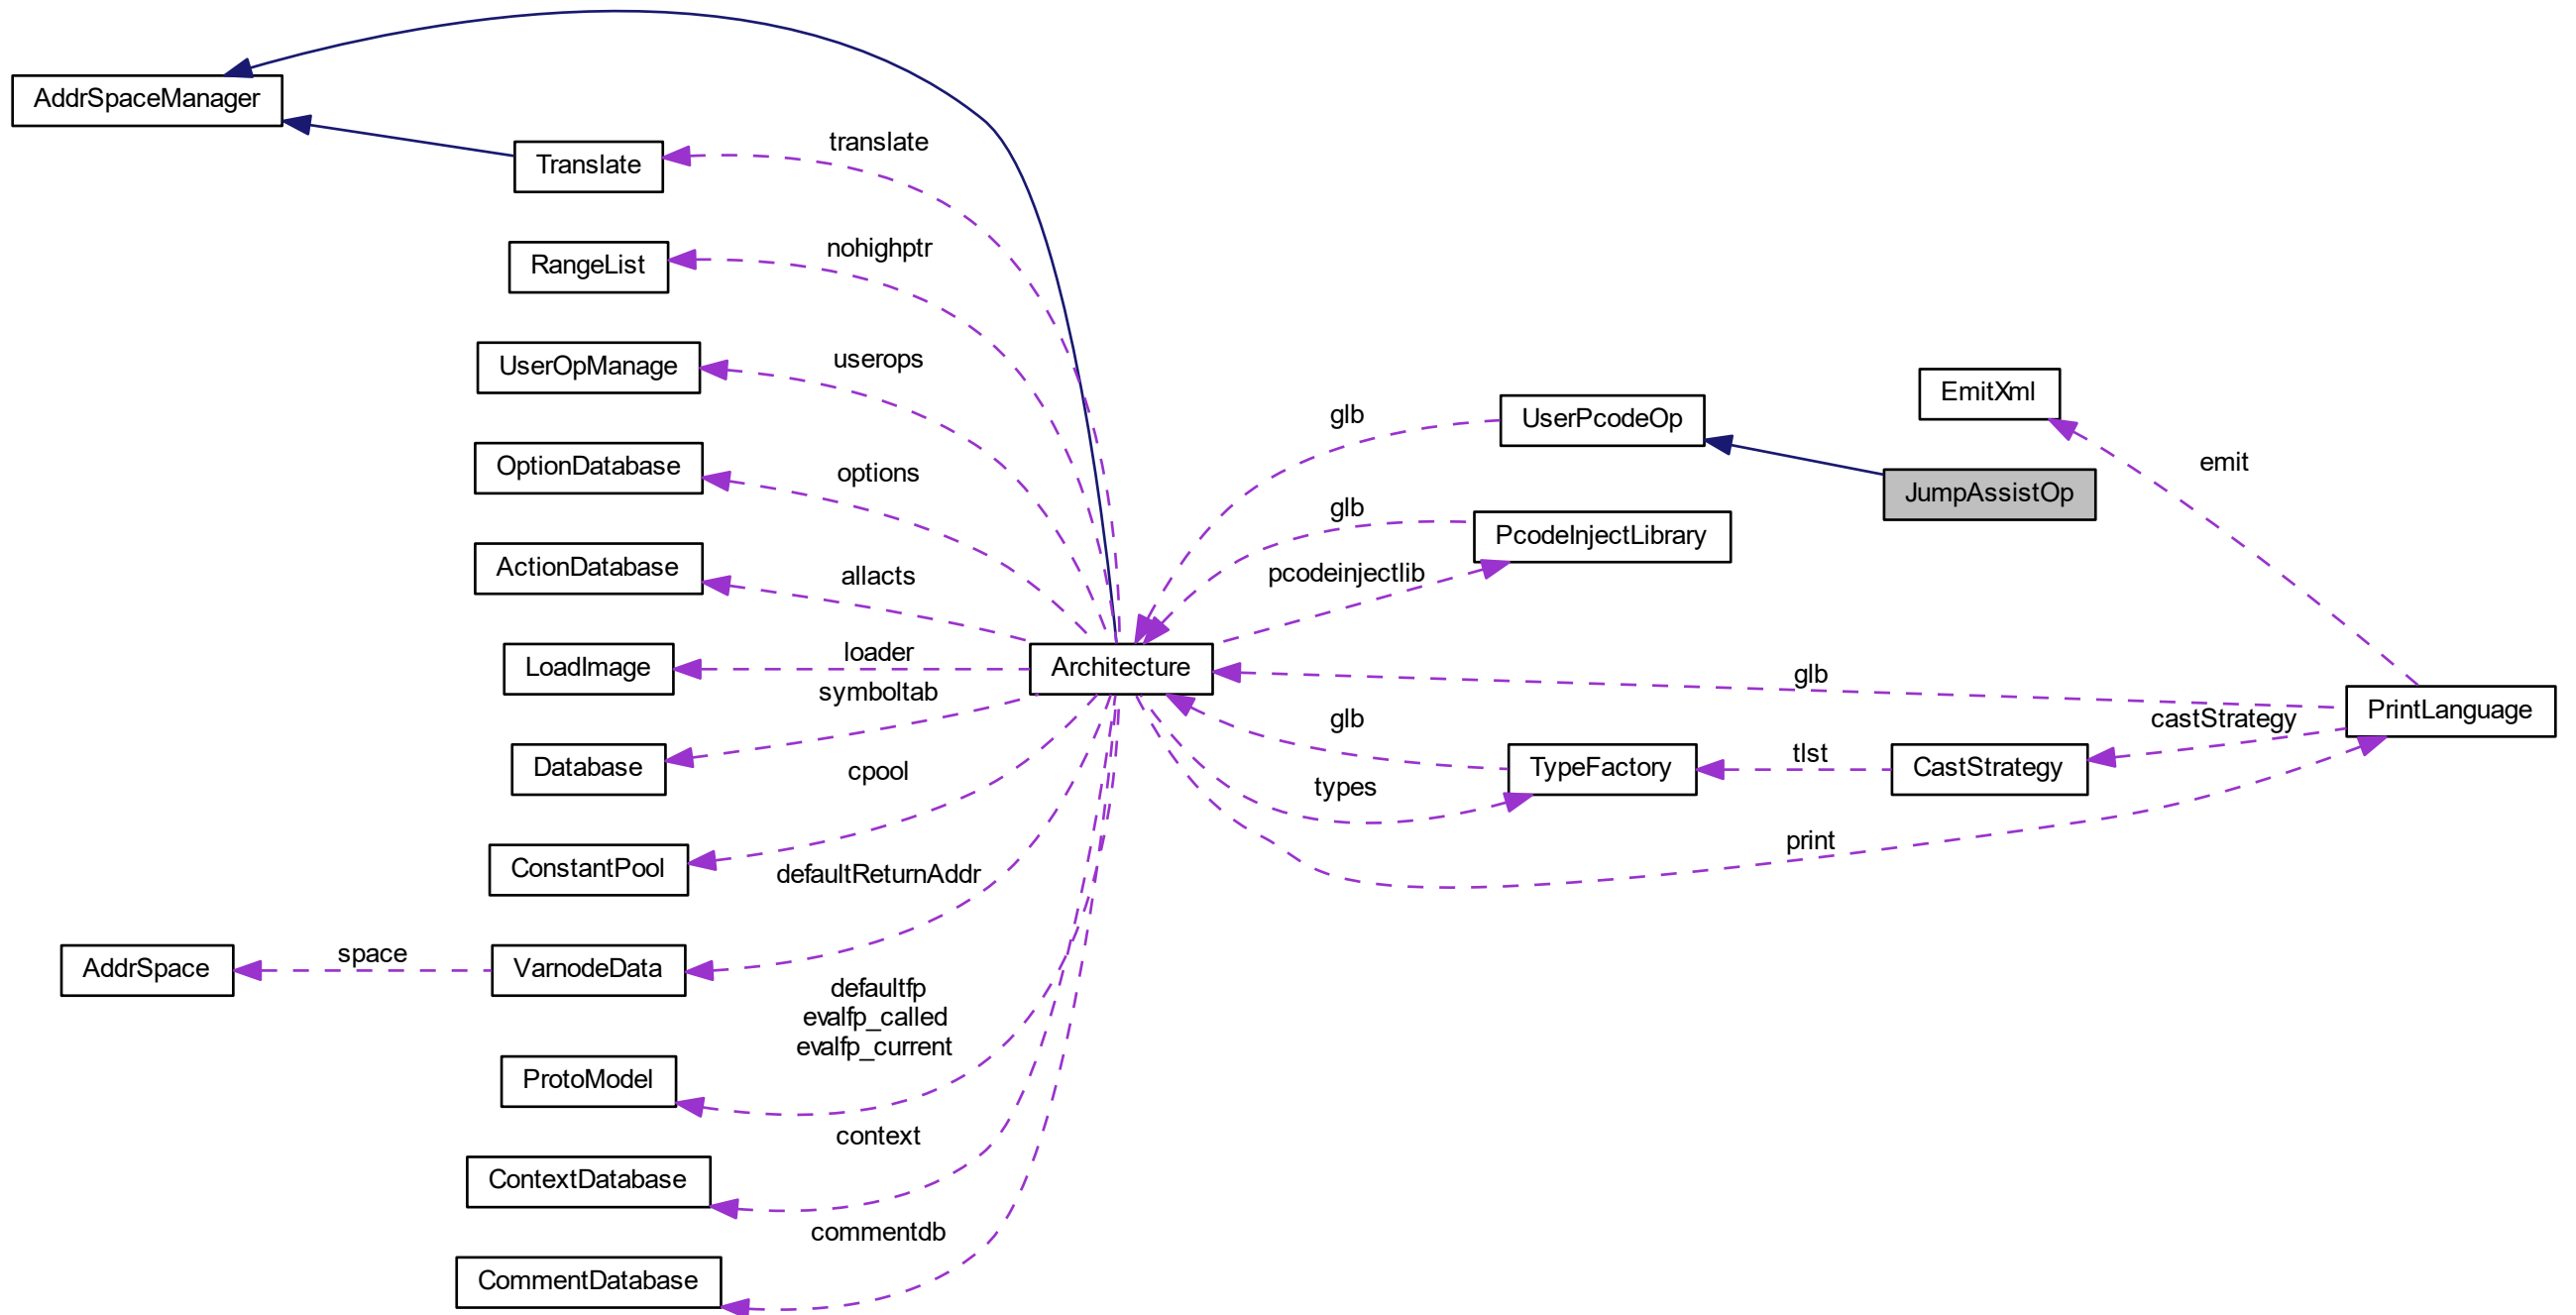 AddrSpaceManager
translate
Translate
nohighptr
RangeList
userops
UserOpManage
EmitXml
glb
UserPcodeOp
options
OptionDatabase
emit
JumpAssistOp
glb
PcodeInjectLibrary
allacts
ActionDatabase
pcodeinjectlib
loader
LoadImage
Architecture
glb
symboltab
PrintLanguage
castStrategy
glb
Database
cpool
tlst
TypeFactory
CastStrategy
types
print
ConstantPool
defaultReturnAddr
AddrSpace
space
VarnodeData
defaultfp
evalfp_called
evalfp_current
ProtoModel
context
ContextDatabase
commentdb
CommentDatabase